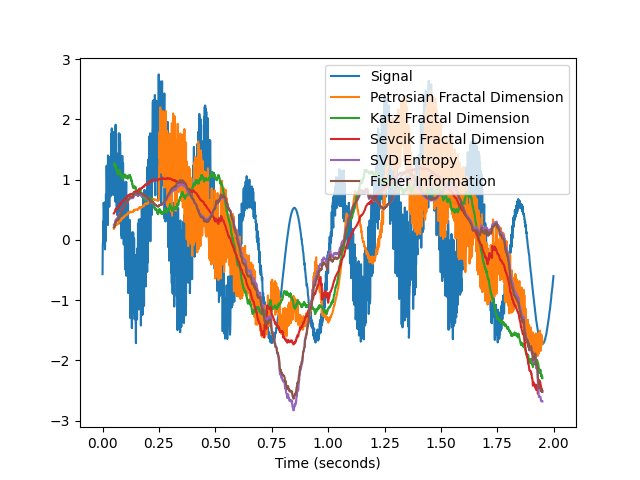 3
2
1
0
−1
−2
−3
Signal
Petrosian Fractal Dimension
Katz Fractal Dimension
Sevcik Fractal Dimension
SVD Entropy
Fisher Information
0.00 0.25 0.50 0.75 1.00 1.25 1.50 1.75 2.00
Time (seconds)